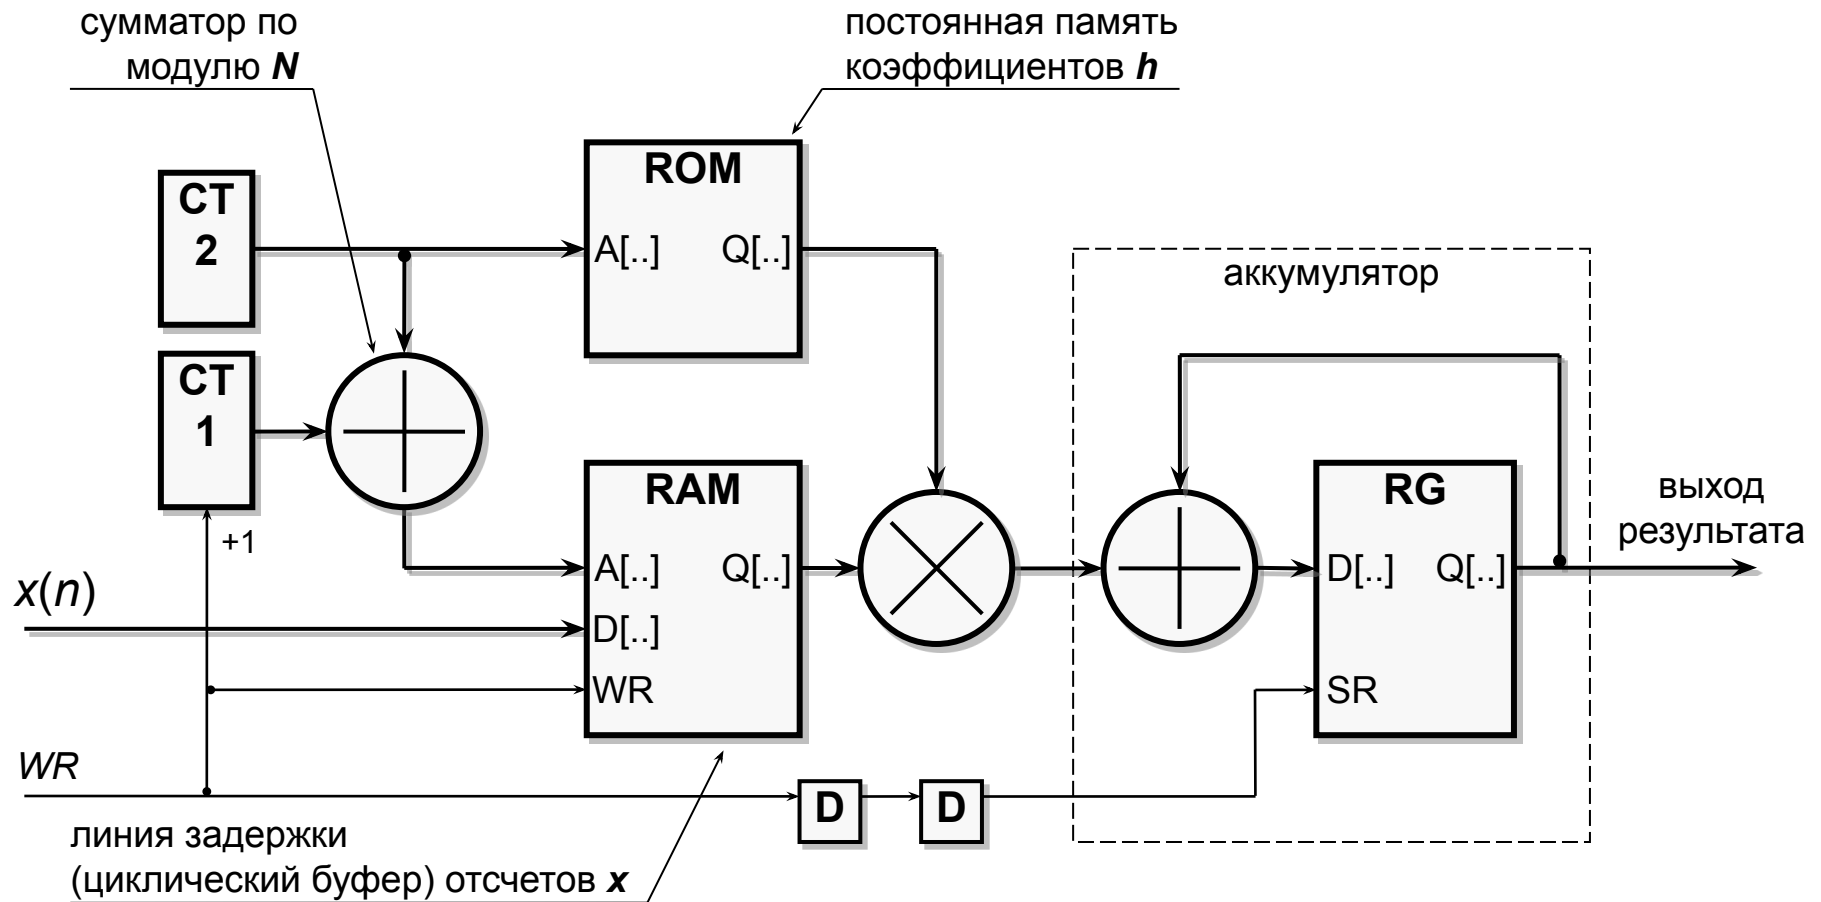 сумматор по
модулю N
постоянная память
коэффициентов h
CT
2
ROM
A[..] Q[..]
аккумулятор
CT
1
+1
RAM
A[..] Q[..]
D[..]
WR
RG
D[..] Q[..]
SR
выход
результата
x(n)
WR
D
D
линия задержки
(циклический буфер) отсчетов x